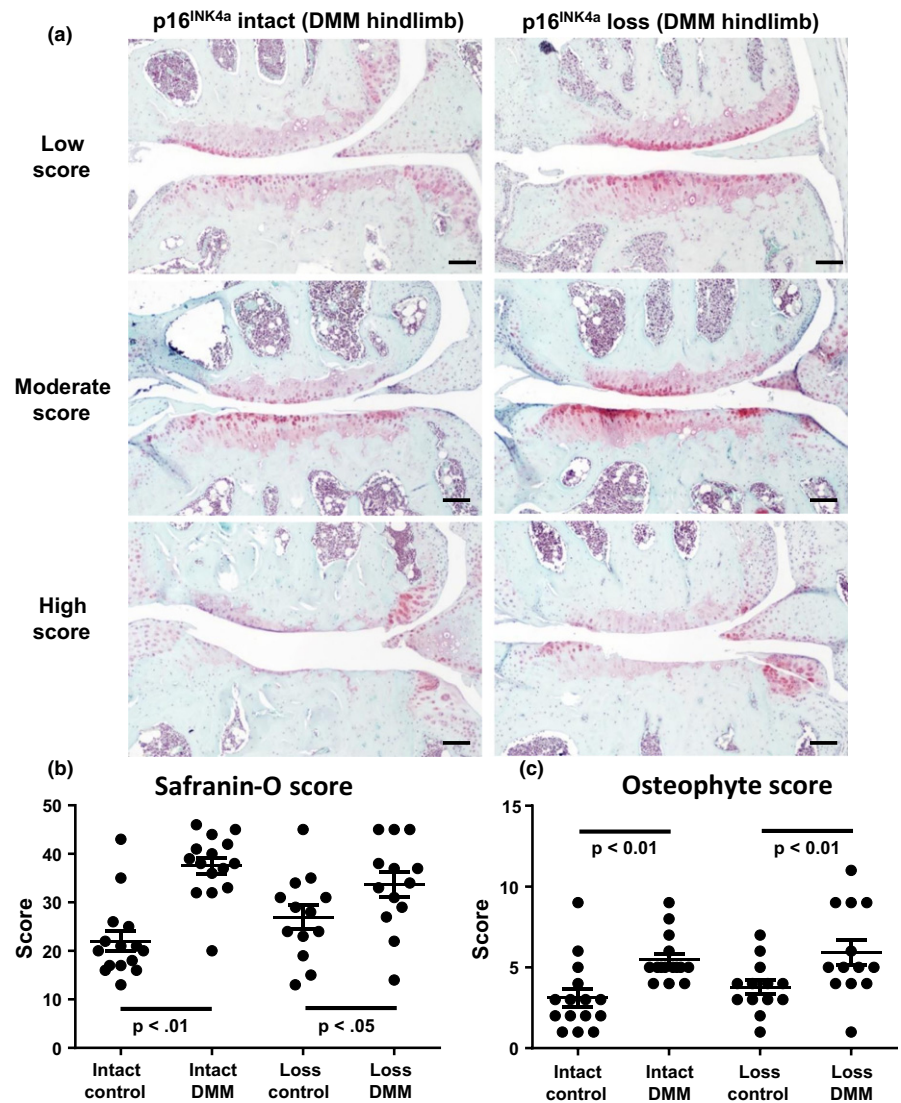 (a)
p16INK4a intact (DMM hindlimb)
p16INK4a loss (DMM hindlimb)
Low
score
Moderate
score
High
score
(b)
Safranin-O score
50
40
30
20
10
0
Score
p < .01
p < .05
Intact
control
Intact
DMM
Loss
control
Loss
DMM
(c)
Osteophyte score
15
10
5
0
Score
p < 0.01
p < 0.01
Intact
control
Intact
DMM
Loss
control
Loss
DMM